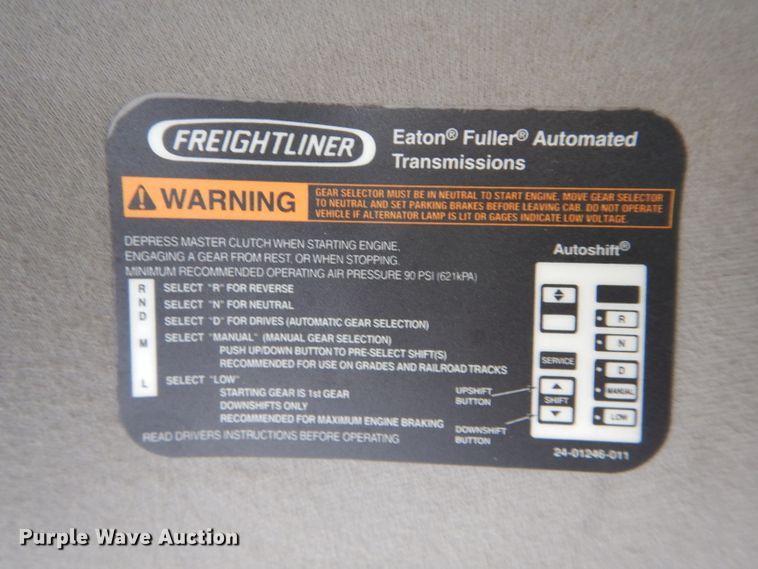 FREIGHTLINER
Eaton® Fuller® Automated
Transmissions
WARNING
GEAR SELECTOR MUST BE IN NEUTRAL TO START ENGINE. MOVE GEAR SELECTOR
TO NEUTRAL AND SET PARKING BRAKES BEFORE LEAVING CAB. DO NOT OPERATE
VEHICLE IF ALTERNATOR LAMP IS LIT OR GAGES INDICATE LOW VOLTAGE.
DEPRESS MASTER CLUTCH WHEN STARTING ENGINE,
ENGAGING A GEAR FROM REST, OR WHEN STOPPING.
MINIMUM RECOMMENDED OPERATING AIR PRESSURE 90 PSI (621kPA)
R SELECT "R" FOR REVERSE
N SELECT "N" FOR NEUTRAL
D SELECT "D" FOR DRIVES (AUTOMATIC GEAR SELECTION)
M SELECT "MANUAL" (MANUAL GEAR SELECTION)
PUSH UP/DOWN BUTTON TO PRE-SELECT SHIFT(S)
RECOMMENDED FOR USE ON GRADES AND RAILROAD TRACKS
L SELECT "LOW"
STARTING GEAR IS 1st GEAR
DOWNSHIFTS ONLY
RECOMMENDED FOR MAXIMUM ENGINE BRAKING
READ DRIVERS INSTRUCTIONS BEFORE OPERATING
Autoshift®
R
N
SERVICE
D
MANUAL
SHIFT
LOW
UPSHIFT
BUTTON
DOWNSHIFT
BUTTON
24-01246-011
Purple Wave Auction